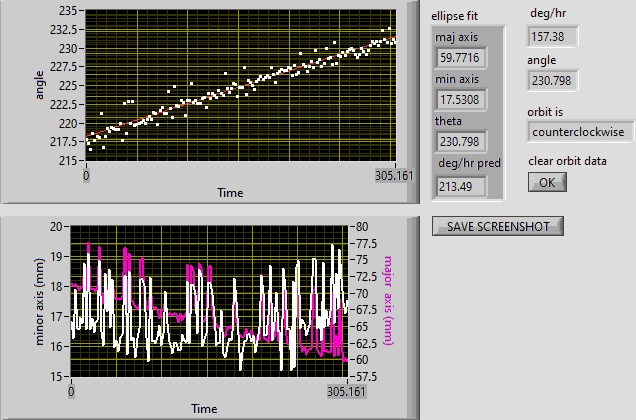 235
232.5
230
227.5
225
222.5
220
217.5
215
angle
0
305.161
Time
ellipse fit
maj axis
59.7716
min axis
17.5308
theta
230.798
deg/hr pred
213.49
deg/hr
157.38
angle
230.798
orbit is
counterclockwise
clear orbit data
OK
SAVE SCREENSHOT
20
19
18
17
16
15
minor axis (mm)
80
77.5
75
72.5
70
67.5
65
62.5
60
57.5
major axis (mm)
0
305.161
Time